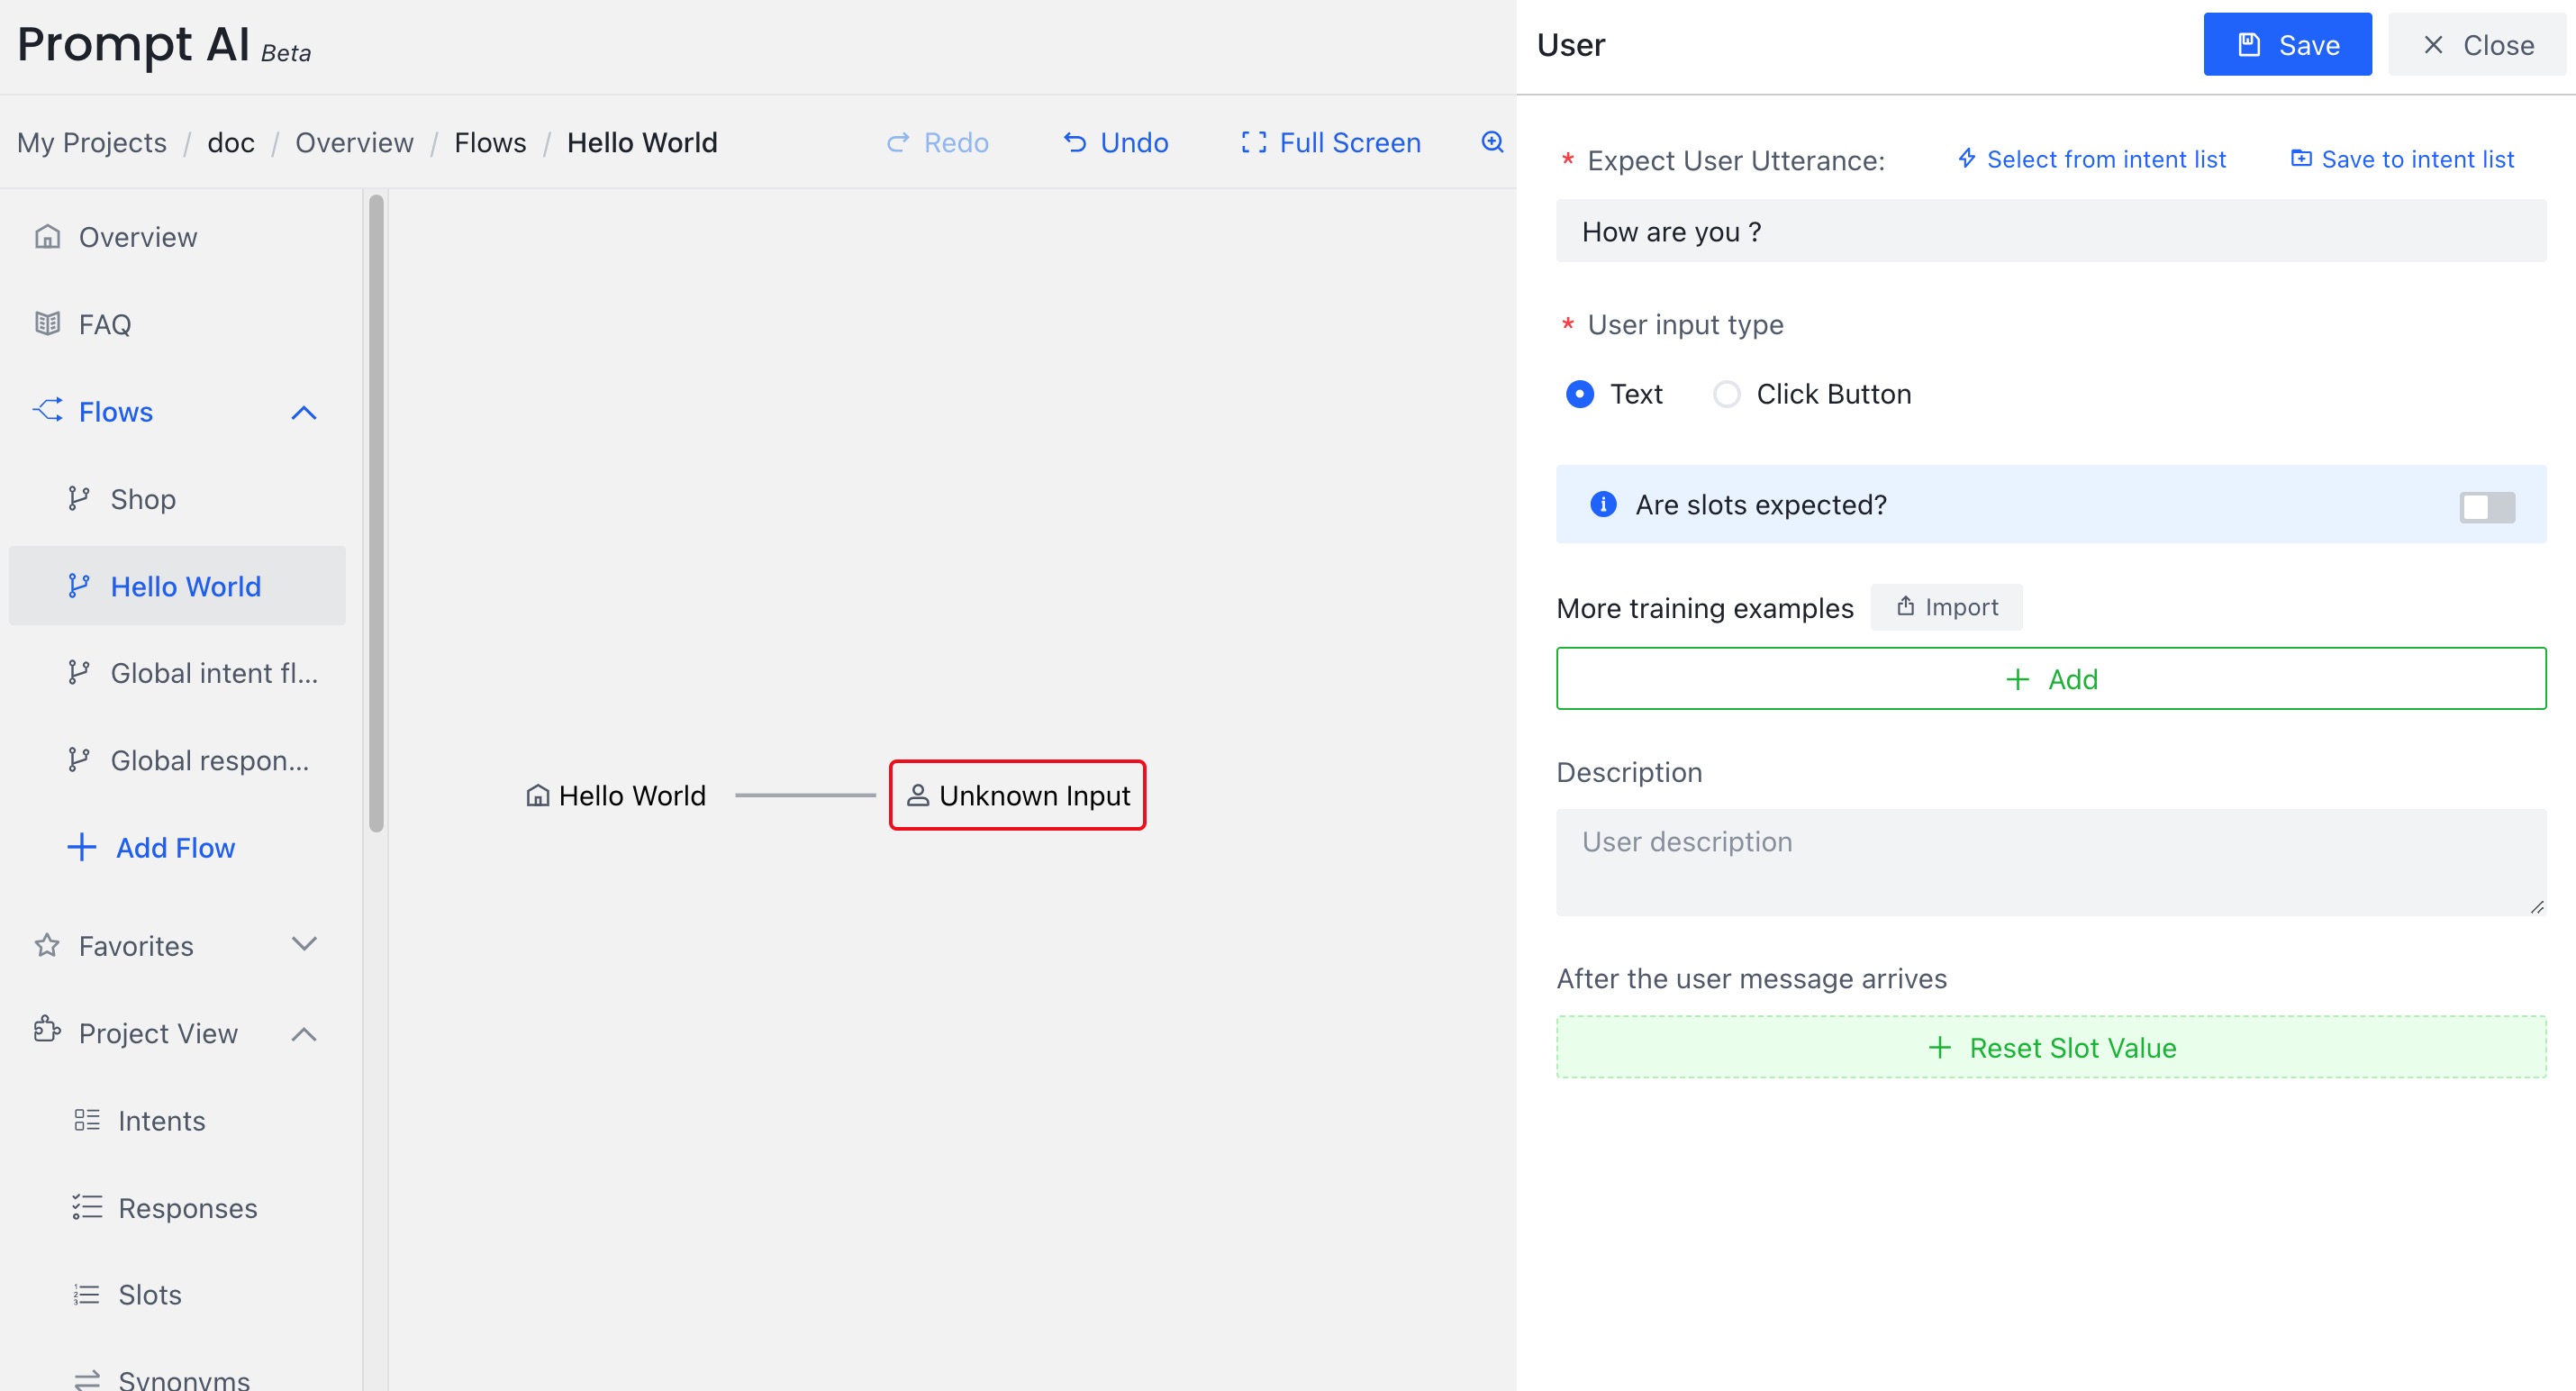 Prompt AI Beta
My Projects / doc / Overview / Flows / Hello World
Redo
Undo
Full Screen
Overview
FAQ
Flows
Shop
Hello World
Global intent fl...
Global respon...
Add Flow
Favorites
Project View
Intents
Responses
Slots
Synonyms
Hello World
Unknown Input
User
Save
Close
* Expect User Utterance:
Select from intent list
Save to intent list
How are you ?
* User input type
Text
Click Button
Are slots expected?
More training examples
Import
+ Add
Description
User description
After the user message arrives
+ Reset Slot Value